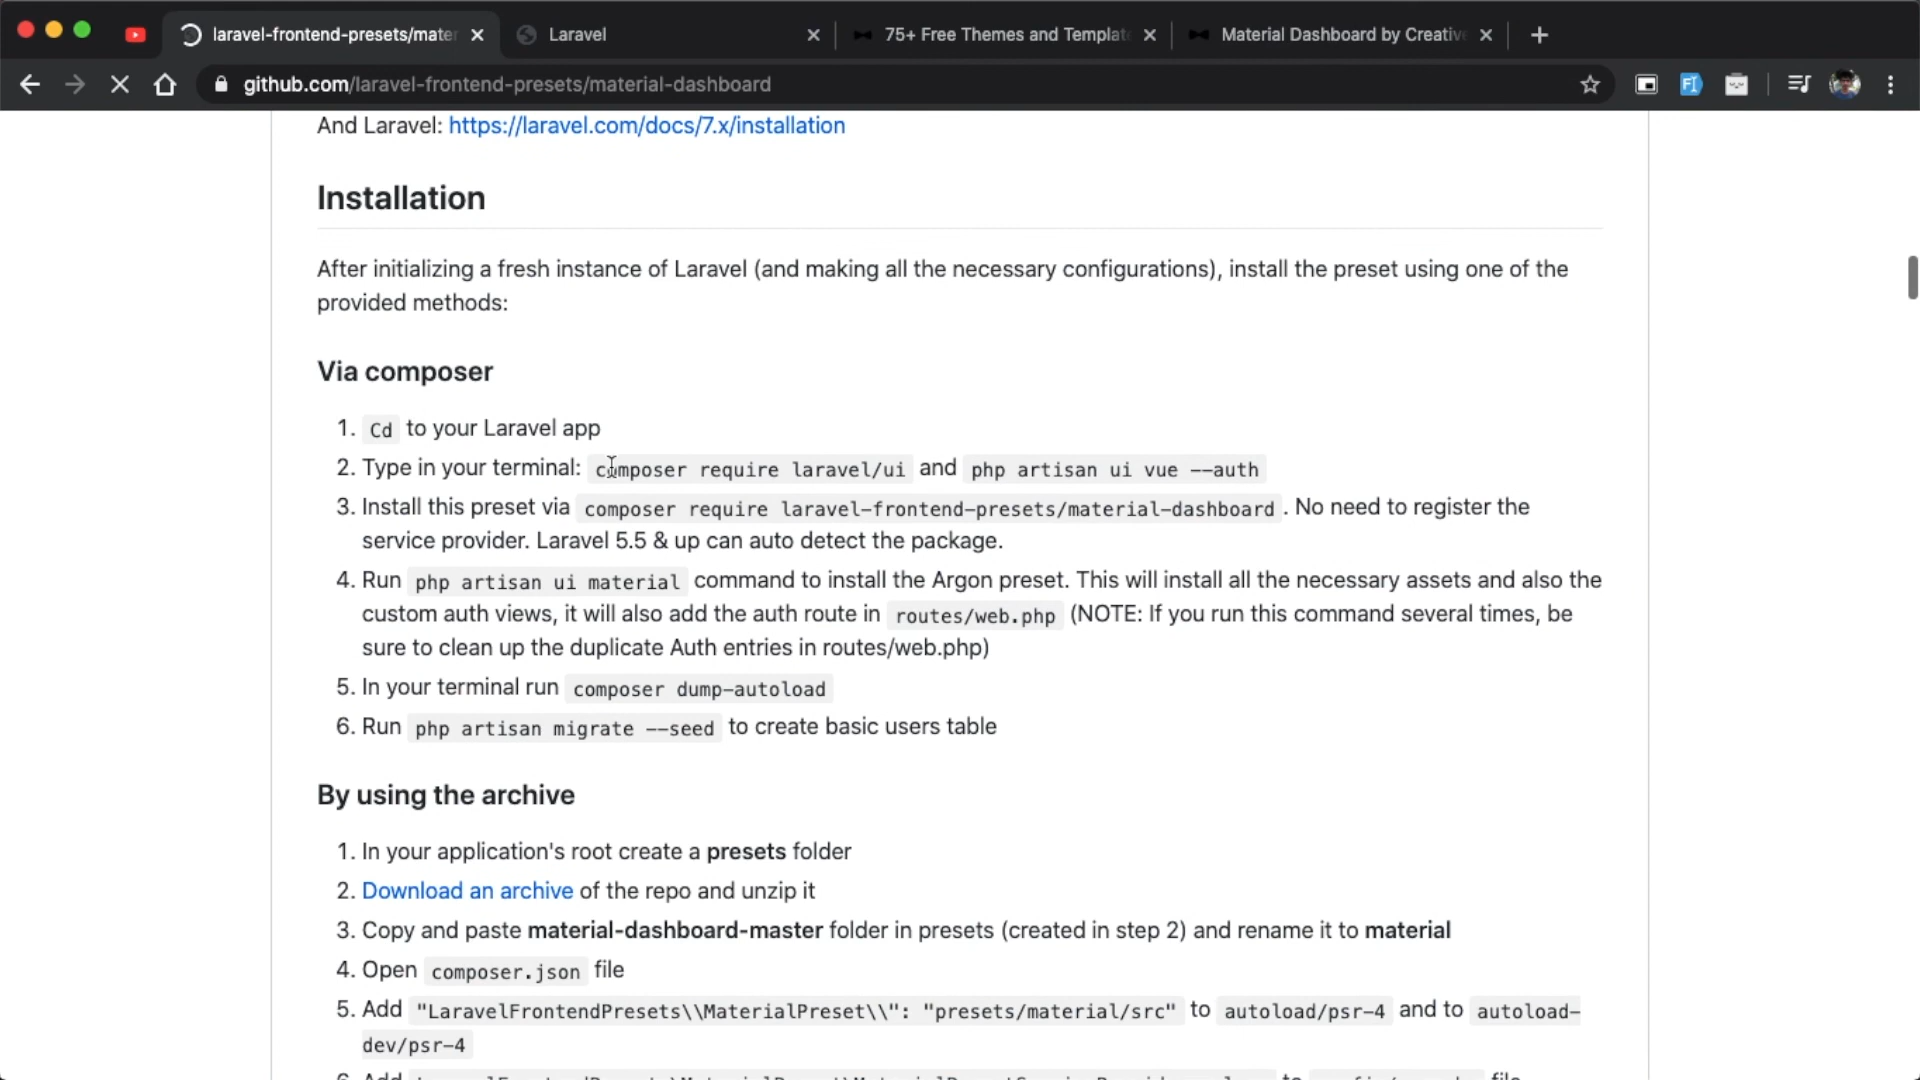 laravel-frontend-presets/mater
Laravel
75+ Free Themes and Templat
Material Dashboard by Creativ
github.com/laravel-frontend-presets/material-dashboard
And Laravel: https://laravel.com/docs/7.x/installation
Installation
After initializing a fresh instance of Laravel (and making all the necessary configurations), install the preset using one of the
provided methods:
Via composer
1. Cd to your Laravel app
2. Type in your terminal: composer require laravel/ui and php artisan ui vue --auth
3. Install this preset via composer require laravel-frontend-presets/material-dashboard. No need to register the
service provider. Laravel 5.5 & up can auto detect the package.
4. Run php artisan ui material command to install the Argon preset. This will install all the necessary assets and also the
custom auth views, it will also add the auth route in routes/web.php (NOTE: If you run this command several times, be
sure to clean up the duplicate Auth entries in routes/web.php)
5. In your terminal run composer dump-autoload
6. Run php artisan migrate --seed to create basic users table
By using the archive
1. In your application's root create a presets folder
2. Download an archive of the repo and unzip it
3. Copy and paste material-dashboard-master folder in presets (created in step 2) and rename it to material
4. Open composer.json file
5. Add "LaravelFrontendPresets\\MaterialPreset\\": "presets/material/src" to autoload/psr-4 and to autoload-
dev/psr-4
6. Add